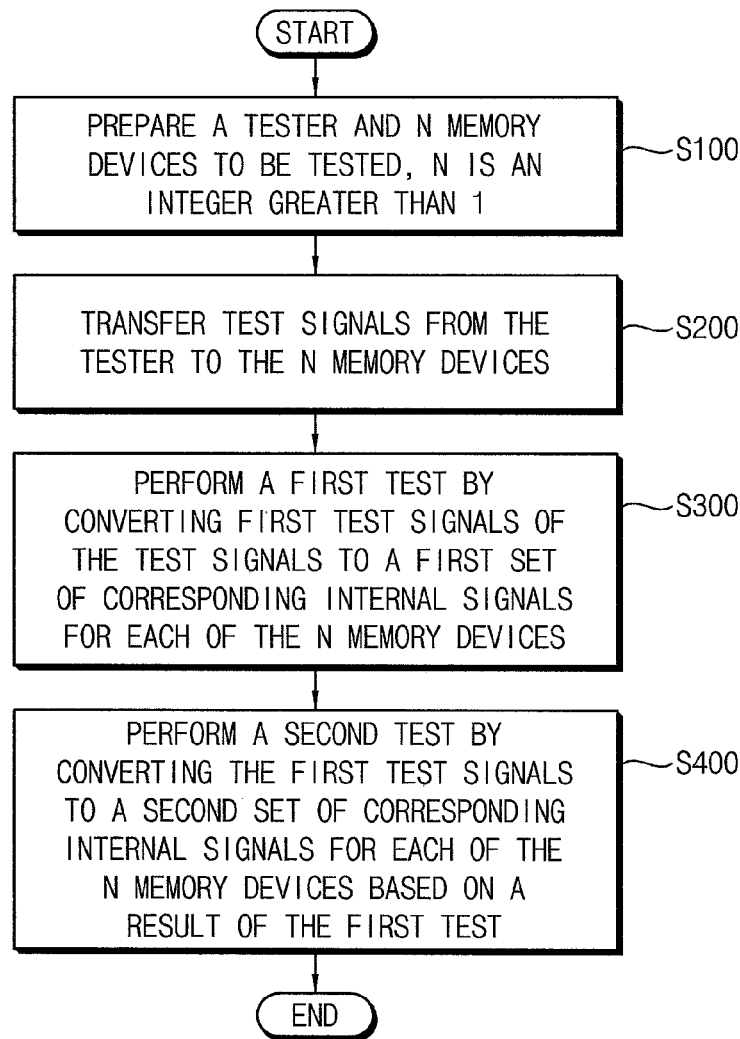 START
PREPARE A TESTER AND N MEMORY
DEVICES TO BE TESTED, N IS AN
INTEGER GREATER THAN 1
S100
TRANSFER TEST SIGNALS FROM THE
TESTER TO THE N MEMORY DEVICES
S200
PERFORM A FIRST TEST BY
CONVERTING FIRST TEST SIGNALS OF
THE TEST SIGNALS TO A FIRST SET
OF CORRESPONDING INTERNAL SIGNALS
FOR EACH OF THE N MEMORY DEVICES
S300
PERFORM A SECOND TEST BY
CONVERTING THE FIRST TEST SIGNALS
TO A SECOND SET OF CORRESPONDING
INTERNAL SIGNALS FOR EACH OF THE
N MEMORY DEVICES BASED ON A
RESULT OF THE FIRST TEST
S400
END